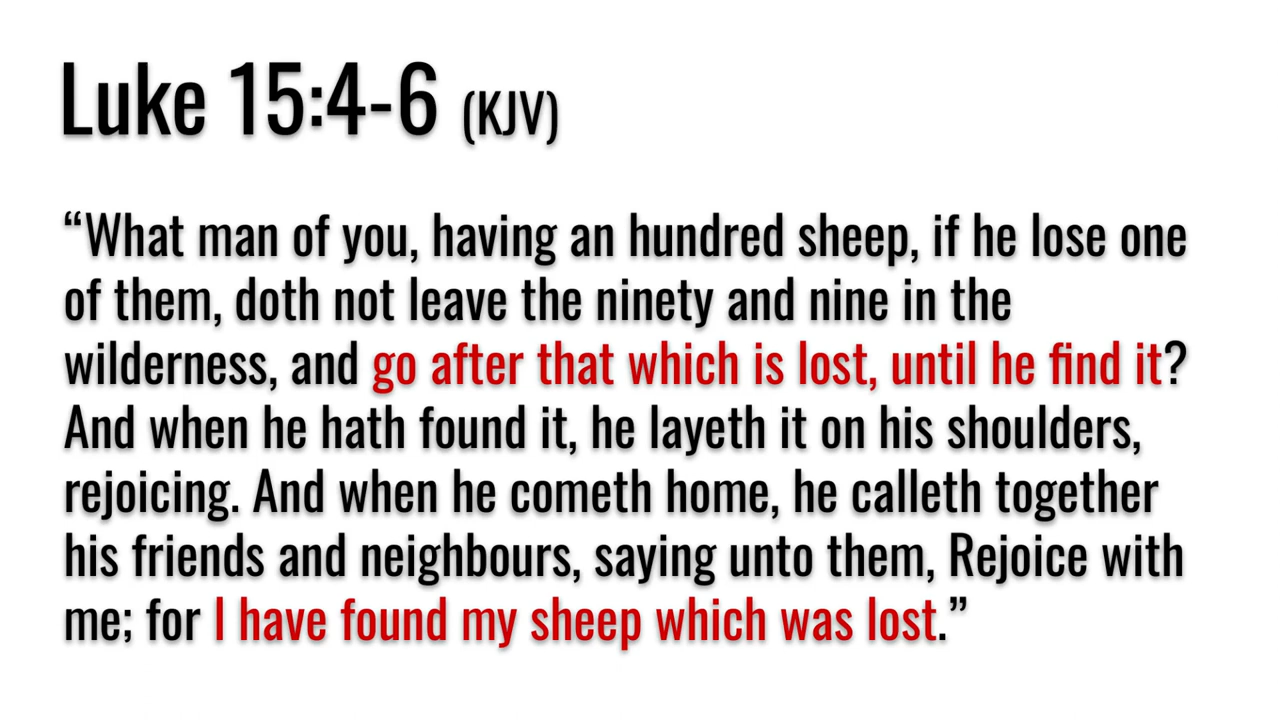 Luke 15:4-6 (KJV)
“What man of you, having an hundred sheep, if he lose one
of them, doth not leave the ninety and nine in the
wilderness, and go after that which is lost, until he find it?
And when he hath found it, he layeth it on his shoulders,
rejoicing. And when he cometh home, he calleth together
his friends and neighbours, saying unto them, Rejoice with
me; for I have found my sheep which was lost.”